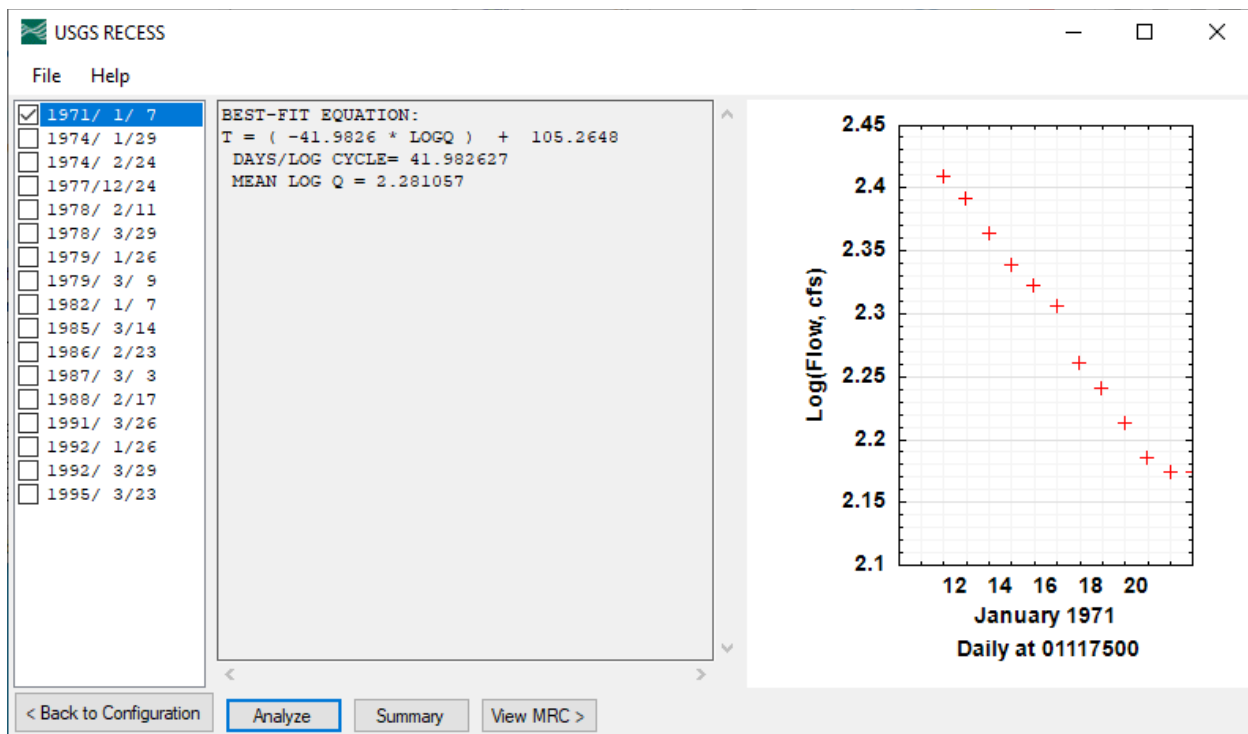 USGS RECESS
File Help
1971/ 1/ 7
1974/ 1/29
1974/ 2/24
1977/12/24
1978/ 2/11
1978/ 3/29
1979/ 1/26
1979/ 3/ 9
1982/ 1/ 7
1985/ 3/14
1986/ 2/23
1987/ 3/ 3
1988/ 2/17
1991/ 3/26
1992/ 1/26
1992/ 3/29
1995/ 3/23
BEST-FIT EQUATION:
T = ( -41.9826 * LOGQ ) + 105.2648
DAYS/LOG CYCLE= 41.982627
MEAN LOG Q = 2.281057
Log(Flow, cfs)
2.45
2.4
2.35
2.3
2.25
2.2
2.15
2.1
12 14 16 18 20
January 1971
Daily at 01117500
< Back to Configuration Analyze Summary View MRC >